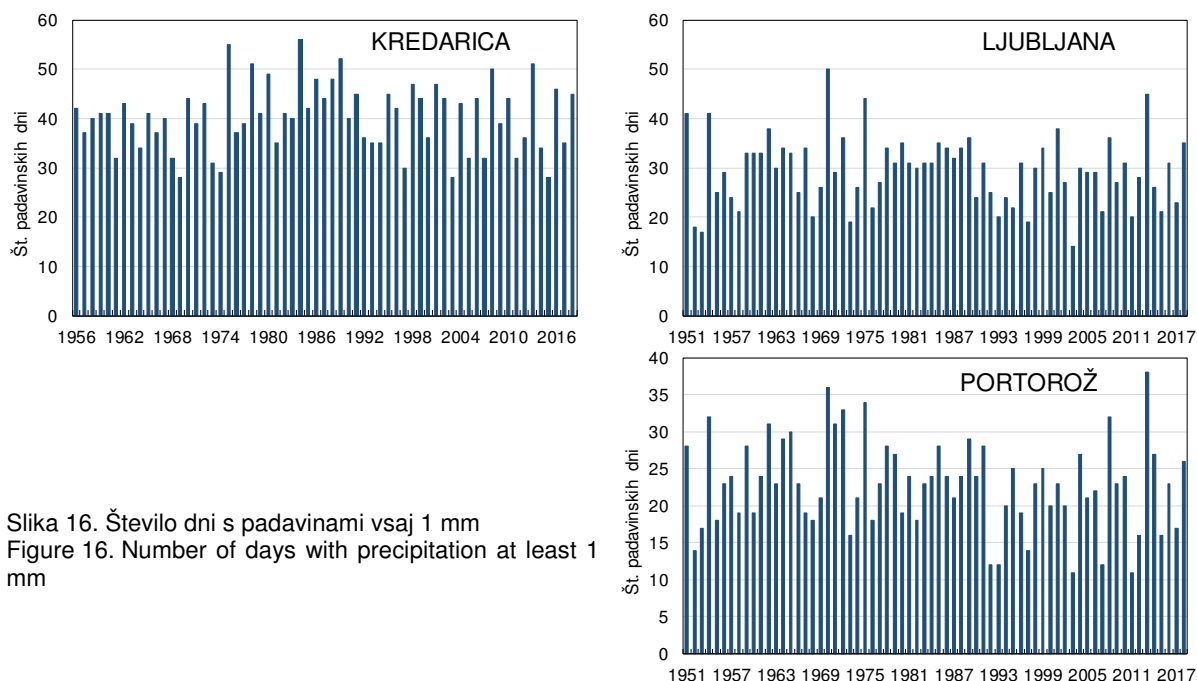 KREDARICA
Št. padavinskih dni
60
50
40
30
20
10
0
1956 1962 1968 1974 1980 1986 1992 1998 2004 2010 2016
LJUBLJANA
Št. padavinskih dni
60
50
40
30
20
10
0
1951 1957 1963 1969 1975 1981 1987 1993 1999 2005 2011 2017
PORTOROŽ
Št. padavinskih dni
40
35
30
25
20
15
10
5
0
1951 1957 1963 1969 1975 1981 1987 1993 1999 2005 2011 2017
Slika 16. Število dni s padavinami vsaj 1 mm
Figure 16. Number of days with precipitation at least 1
mm